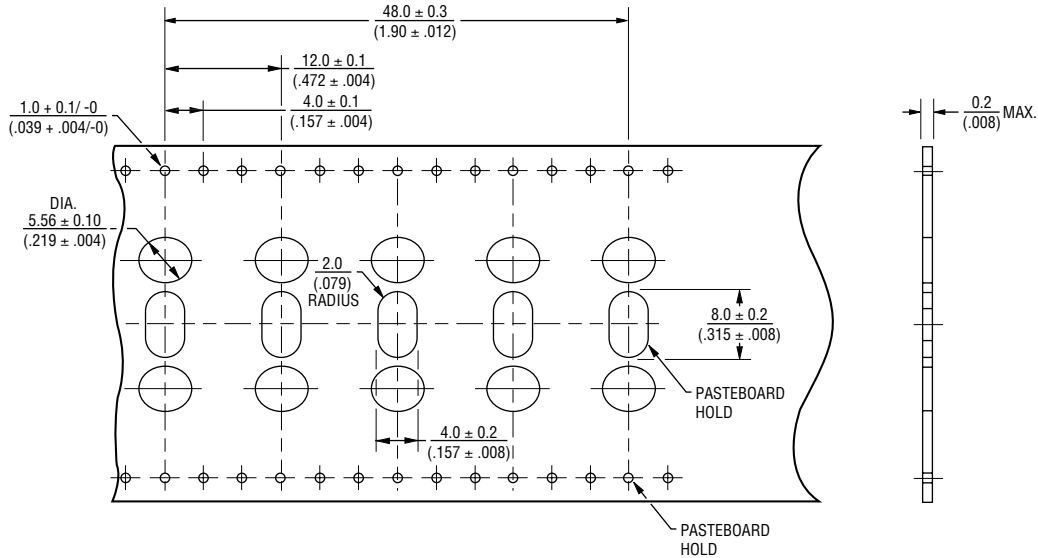 48.0 ± 0.3
(1.90 ± .012)
12.0 ± 0.1
(.472 ± .004)
4.0 ± 0.1
(.157 ± .004)
1.0 + 0.1/ -0
(.039 + .004/-0)
0.2
(.008)
MAX.
DIA.
5.56 ± 0.10
(.219 ± .004)
2.0
(.079)
RADIUS
8.0 ± 0.2
(.315 ± .008)
PASTEBOARD
HOLD
4.0 ± 0.2
(.157 ± .008)
PASTEBOARD
HOLD